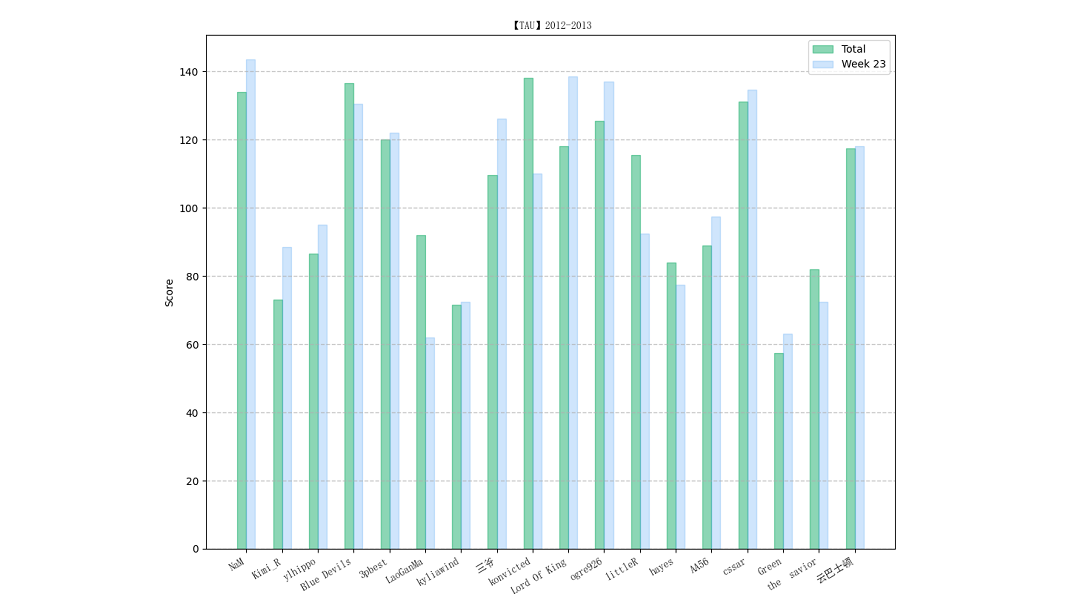 【TAU】2012-2013
Total
Week 23
Score
140
120
100
80
60
40
20
0
NaM
Kimi_R
ylhippo
Blue Devils
3pbest
LaoGanMa
kyliawind
三爷
konvicted
Lord Of King
ogre926
littleR
hayes
AA56
cssar
Green
the savior
云巴士顿